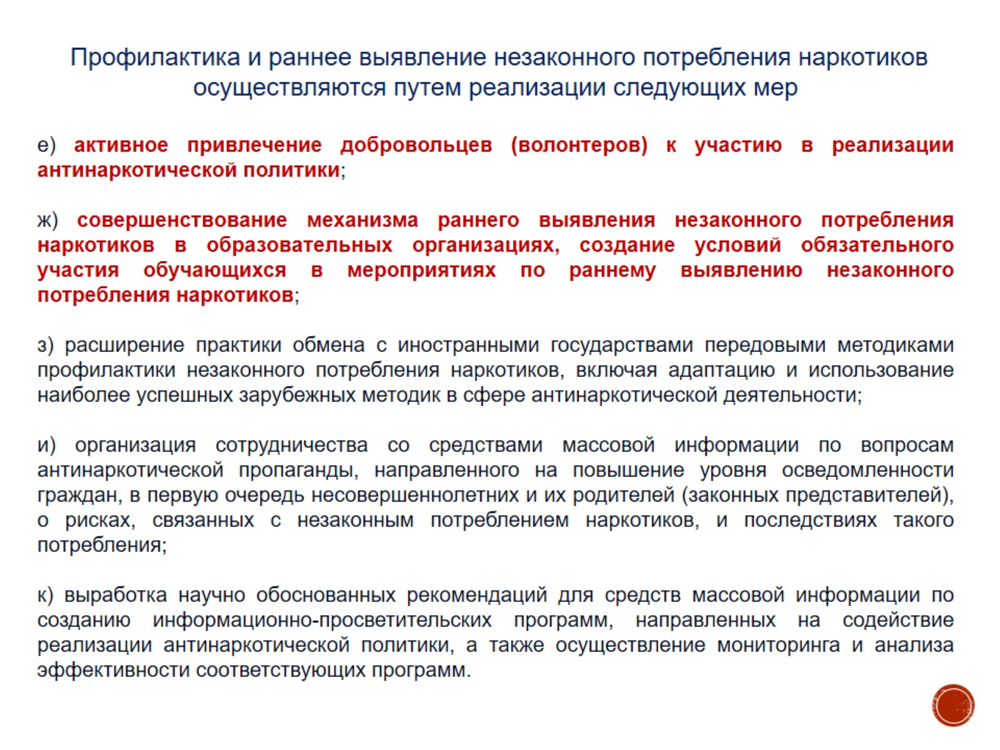 Профилактика и раннее выявление незаконного потребления наркотиков
осуществляются путем реализации следующих мер
е) активное привлечение добровольцев (волонтеров) к участию в реализации
антинаркотической политики;
ж) совершенствование механизма раннего выявления незаконного потребления
наркотиков в образовательных организациях, создание условий обязательного
участия обучающихся в мероприятиях по раннему выявлению незаконного
потребления наркотиков;
з) расширение практики обмена с иностранными государствами передовыми методиками
профилактики незаконного потребления наркотиков, включая адаптацию и использование
наиболее успешных зарубежных методик в сфере антинаркотической деятельности;
и) организация сотрудничества со средствами массовой информации по вопросам
антинаркотической пропаганды, направленного на повышение уровня осведомленности
граждан, в первую очередь несовершеннолетних и их родителей (законных представителей),
о рисках, связанных с незаконным потреблением наркотиков, и последствиях такого
потребления;
к) выработка научно обоснованных рекомендаций для средств массовой информации по
созданию информационно-просветительских программ, направленных на содействие
реализации антинаркотической политики, а также осуществление мониторинга и анализа
эффективности соответствующих программ.